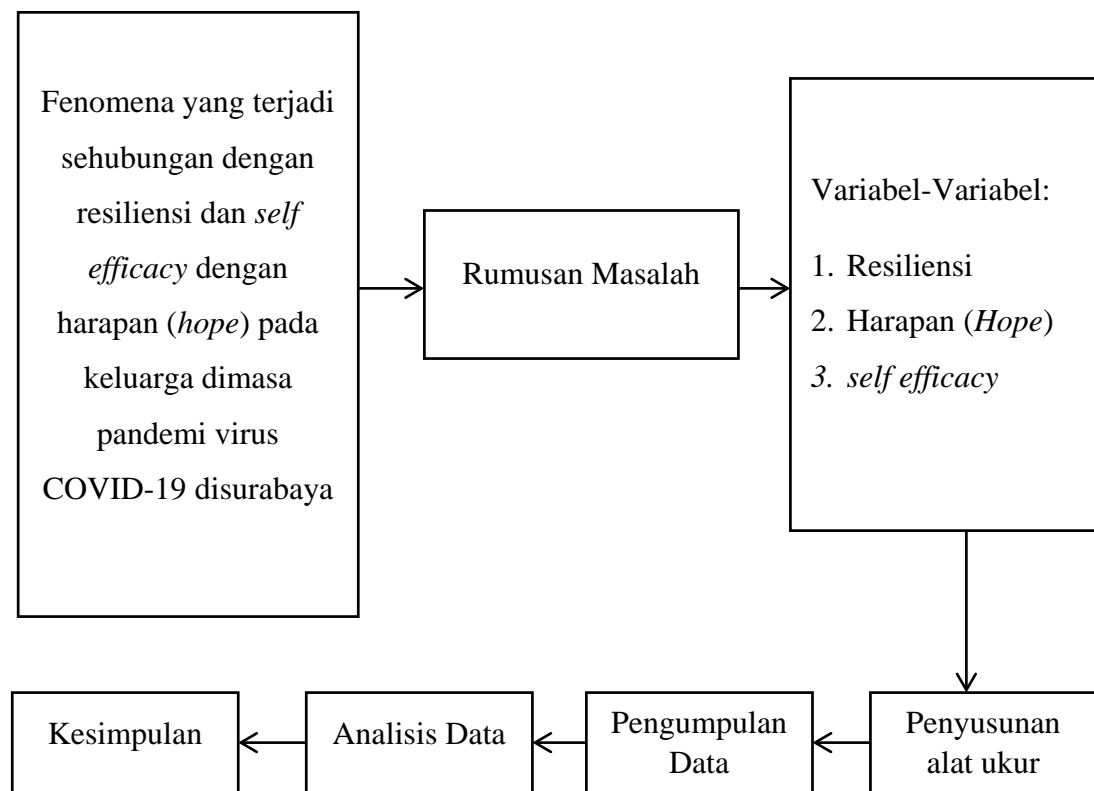 Fenomena yang terjadi
sehubungan dengan
resiliensi dan self
efficacy dengan
harapan (hope) pada
keluarga dimasa
pandemi virus
COVID-19 disurabaya
Rumusan Masalah
Variabel-Variabel:
1. Resiliensi
2. Harapan (Hope)
3. self efficacy
Penyusunan
alat ukur
Pengumpulan
Data
Analisis Data
Kesimpulan